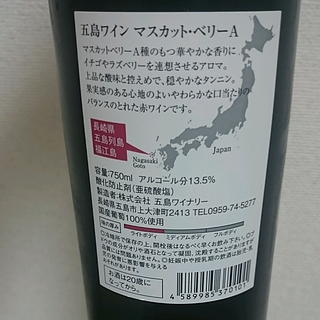 五島ワイン マスカット・ベリーA
マスカットベリーA種のもつ華やかな香りに
イチゴやラズベリーを連想させるアロマ。
上品な酸味と控えめで、穏やかなタンニン。
果実感のある心地のよいやわらかな口当たりの
バランスのとれた赤ワインです。
長崎県
五島列島
福江島
Nagasaki
Goto
Japan
容量:750ml アルコール分13.5%
酸化防止剤(亜硫酸塩)
製造者:株式会社 五島ワイナリー
長崎県五島市上大津町2413 TEL0959-74-5277
国産葡萄100%使用
味の厚み
ライトボディ
ミディアムボディ
フルボディ
お酒は20歳に
なってから。
4 589985 370101